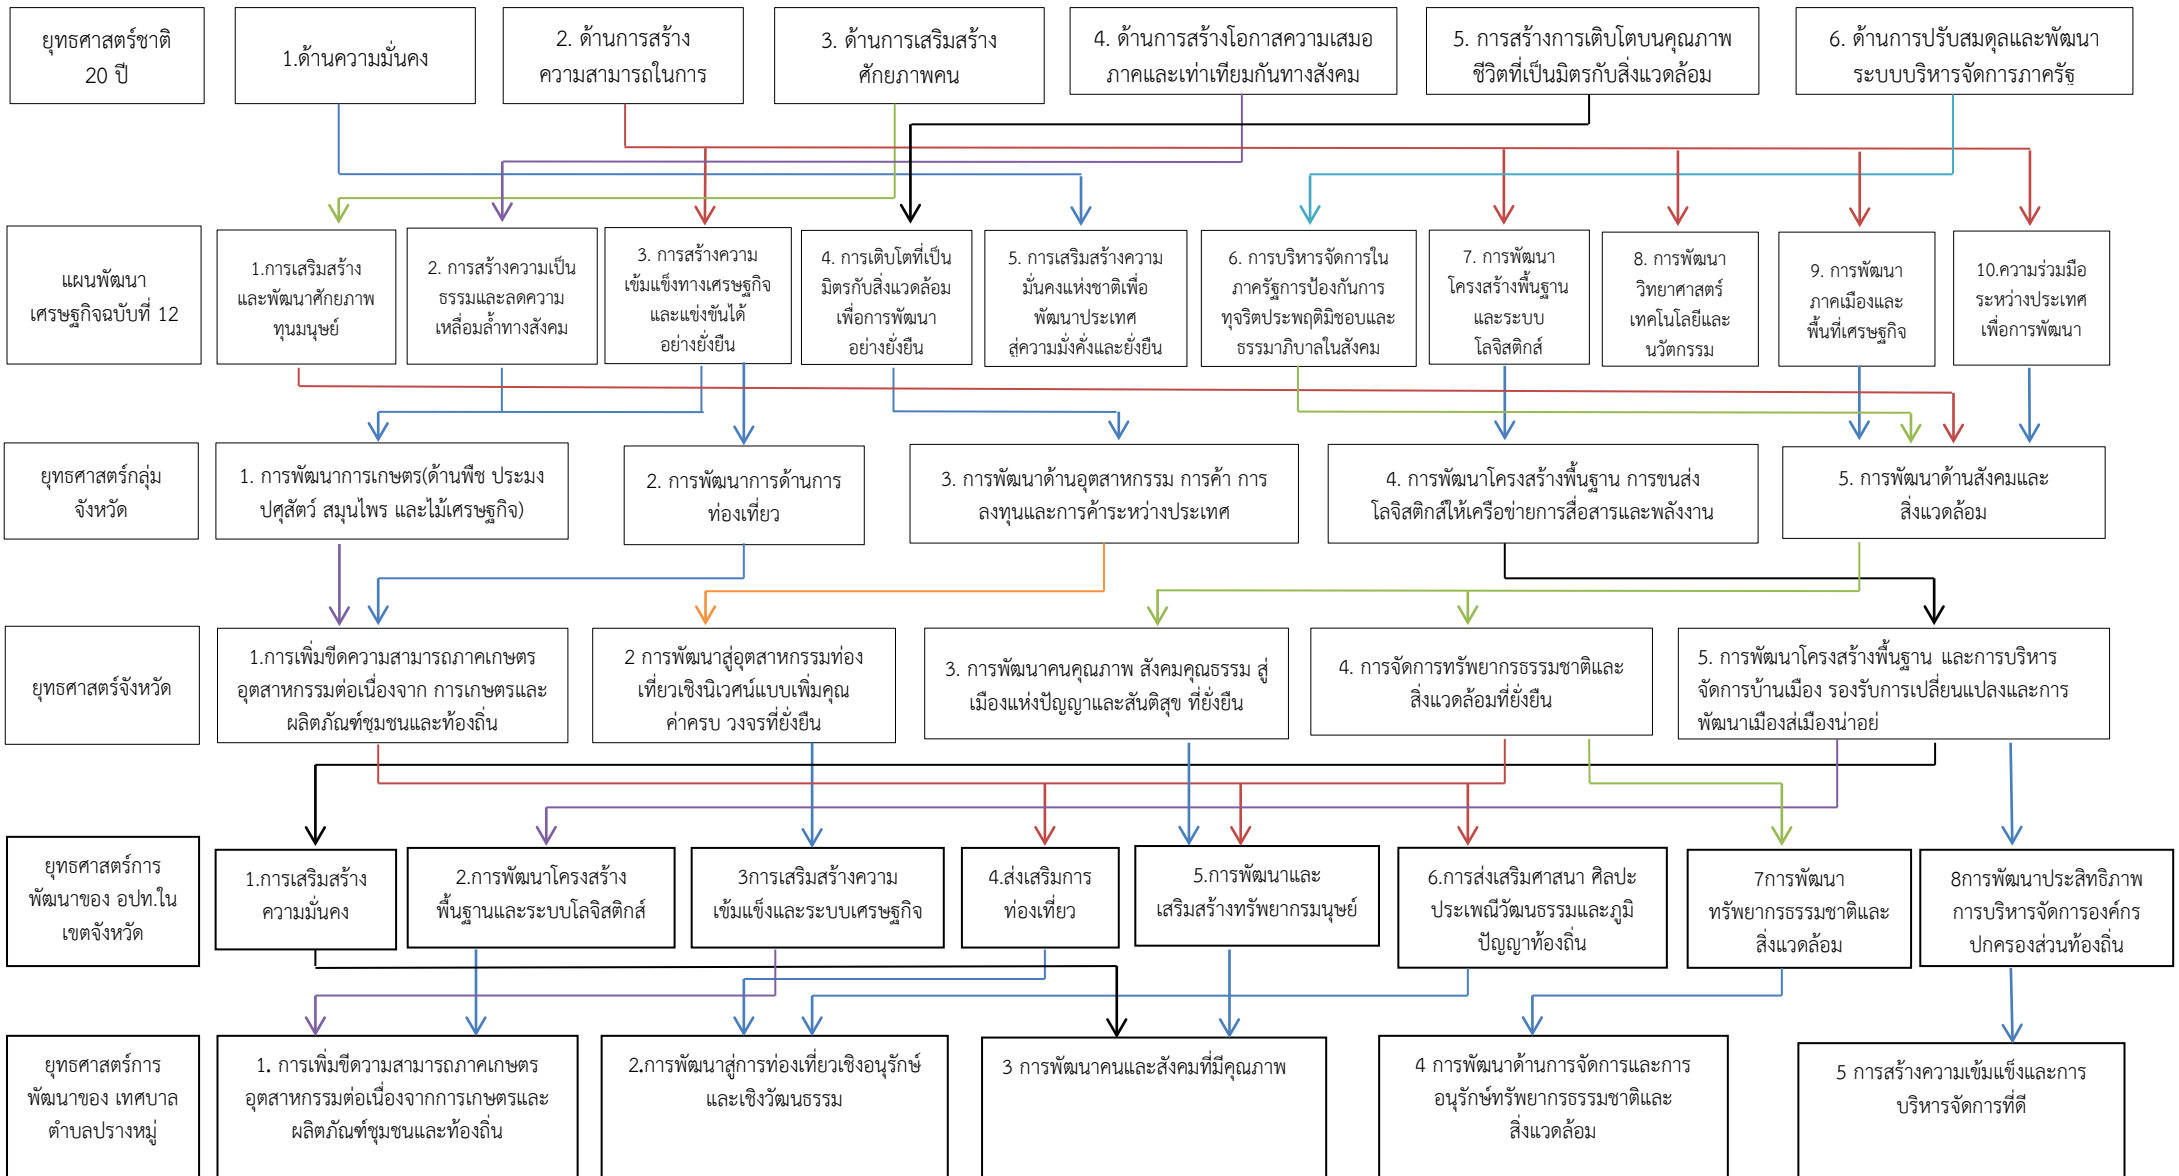 ยุทธศาสตร์ชาติ
20 ปี
1.ด้านความมั่นคง
2. ด้านการสร้าง
ความสามารถในการ
3. ด้านการเสริมสร้าง
ศักยภาพคน
4. ด้านการสร้างโอกาสความเสมอ
ภาคและเท่าเทียมกันทางสังคม
5. การสร้างการเติบโตบนคุณภาพ
ชีวิตที่เป็นมิตรกับสิ่งแวดล้อม
6. ด้านการปรับสมดุลและพัฒนา
ระบบบริหารจัดการภาครัฐ
แผนพัฒนา
เศรษฐกิจฉบับที่ 12
1.การเสริมสร้าง
และพัฒนาศักยภาพ
ทุนมนุษย์
2. การสร้างความเป็น
ธรรมและลดความ
เหลื่อมล้ำทางสังคม
3. การสร้างความ
เข้มแข็งทางเศรษฐกิจ
และแข่งขันได้
อย่างยั่งยืน
4. การเติบโตที่เป็น
มิตรกับสิ่งแวดล้อม
เพื่อการพัฒนา
อย่างยั่งยืน
5. การเสริมสร้างความ
มั่นคงแห่งชาติเพื่อ
พัฒนาประเทศ
สู่ความมั่งคั่งและยั่งยืน
6. การบริหารจัดการใน
ภาครัฐการป้องกันการ
ทุจริตประพฤติมิชอบและ
ธรรมาภิบาลในสังคม
7. การพัฒนา
โครงสร้างพื้นฐาน
และระบบ
โลจิสติกส์
8. การพัฒนา
วิทยาศาสตร์
เทคโนโลยีและ
นวัตกรรม
9. การพัฒนา
ภาคเมืองและ
พื้นที่เศรษฐกิจ
10.ความร่วมมือ
ระหว่างประเทศ
เพื่อการพัฒนา
ยุทธศาสตร์กลุ่ม
จังหวัด
1. การพัฒนาการเกษตร(ด้านพืช ประมง
ปศุสัตว์ สมุนไพร และไม้เศรษฐกิจ)
2. การพัฒนาการด้านการ
ท่องเที่ยว
3. การพัฒนาด้านอุตสาหกรรม การค้า การ
ลงทุนและการค้าระหว่างประเทศ
4. การพัฒนาโครงสร้างพื้นฐาน การขนส่ง
โลจิสติกส์ให้เครือข่ายการสื่อสารและพลังงาน
5. การพัฒนาด้านสังคมและ
สิ่งแวดล้อม
ยุทธศาสตร์จังหวัด
1.การเพิ่มขีดความสามารถภาคเกษตร
อุตสาหกรรมต่อเนื่องจาก การเกษตรและ
ผลิตภัณฑ์ชุมชนและท้องถิ่น
2 การพัฒนาสู่อุตสาหกรรมท่อง
เที่ยวเชิงนิเวศน์แบบเพิ่มคุณ
ค่าครบ วงจรที่ยั่งยืน
3. การพัฒนาคนคุณภาพ สังคมคุณธรรม สู่
เมืองแห่งปัญญาและสันติสุข ที่ยั่งยืน
4. การจัดการทรัพยากรธรรมชาติและ
สิ่งแวดล้อมที่ยั่งยืน
5. การพัฒนาโครงสร้างพื้นฐาน และการบริหาร
จัดการบ้านเมือง รองรับการเปลี่ยนแปลงและการ
พัฒนาเมืองสู่เมืองน่าอยู่
ยุทธศาสตร์การ
พัฒนาของ อปท.ใน
เขตจังหวัด
1.การเสริมสร้าง
ความมั่นคง
2.การพัฒนาโครงสร้าง
พื้นฐานและระบบโลจิสติกส์
3การเสริมสร้างความ
เข้มแข็งและระบบเศรษฐกิจ
4.ส่งเสริมการ
ท่องเที่ยว
5.การพัฒนาและ
เสริมสร้างทรัพยากรมนุษย์
6.การส่งเสริมศาสนา ศิลปะ
ประเพณีวัฒนธรรมและภูมิ
ปัญญาท้องถิ่น
7การพัฒนา
ทรัพยากรธรรมชาติและ
สิ่งแวดล้อม
8การพัฒนาประสิทธิภาพ
การบริหารจัดการองค์กร
ปกครองส่วนท้องถิ่น
ยุทธศาสตร์การ
พัฒนาของ เทศบาล
ตำบลปรางหมู่
1. การเพิ่มขีดความสามารถภาคเกษตร
อุตสาหกรรมต่อเนื่องจากการเกษตรและ
ผลิตภัณฑ์ชุมชนและท้องถิ่น
2.การพัฒนาสู่การท่องเที่ยวเชิงอนุรักษ์
และเชิงวัฒนธรรม
3 การพัฒนาคนและสังคมที่มีคุณภาพ
4 การพัฒนาด้านการจัดการและการ
อนุรักษ์ทรัพยากรธรรมชาติและ
สิ่งแวดล้อม
5 การสร้างความเข้มแข็งและการ
บริหารจัดการที่ดี